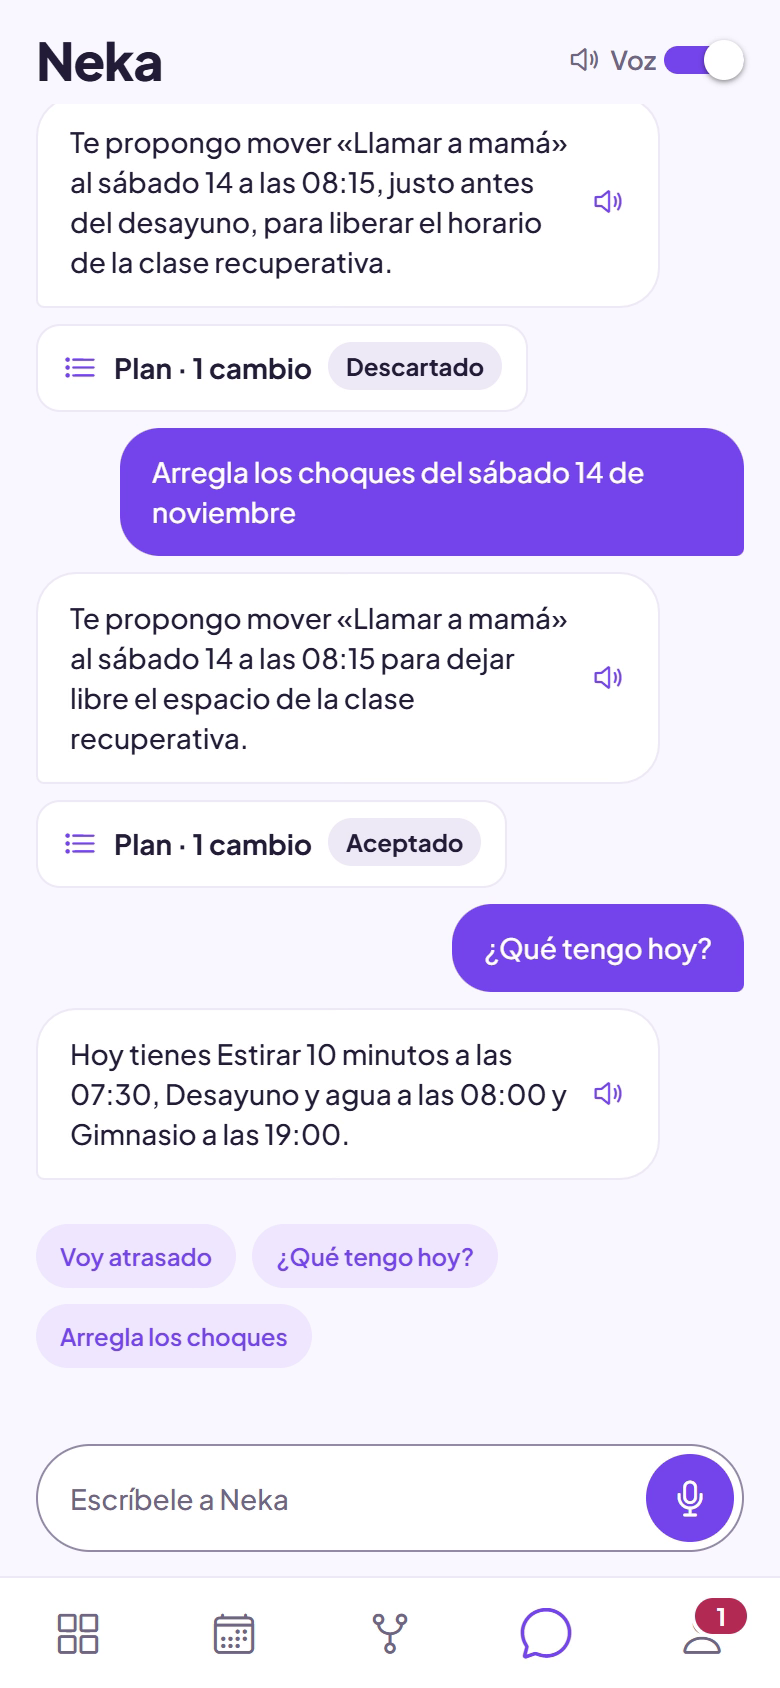 Neka
Voz
Te propongo mover «Llamar a mamá»
al sábado 14 a las 08:15, justo antes
del desayuno, para liberar el horario
de la clase recuperativa.
Plan · 1 cambio
Descartado
Arregla los choques del sábado 14 de
noviembre
Te propongo mover «Llamar a mamá»
al sábado 14 a las 08:15 para dejar
libre el espacio de la clase
recuperativa.
Plan · 1 cambio
Aceptado
¿Qué tengo hoy?
Hoy tienes Estirar 10 minutos a las
07:30, Desayuno y agua a las 08:00 y
Gimnasio a las 19:00.
Voy atrasado
¿Qué tengo hoy?
Arregla los choques
Escríbele a Neka
1